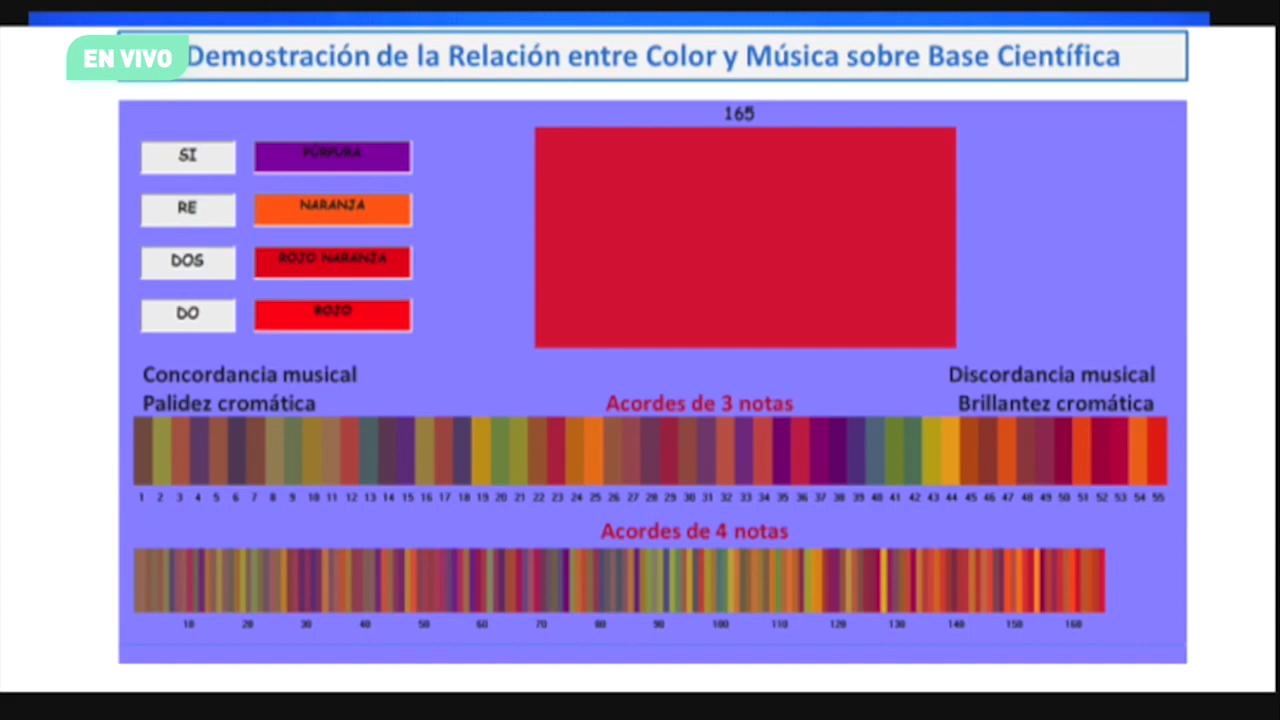 EN VIVO
Demostración de la Relación entre Color y Música sobre Base Científica
165
SI PÚRPURA
RE NARANJA
DOS ROJO NARANJA
DO ROJO
Concordancia musical Discordancia musical
Palidez cromática Acordes de 3 notas Brillantez cromática
1 2 3 4 5 6 7 8 9 10 11 12 13 14 15 16 17 18 19 20 21 22 23 24 25 26 27 28 29 30 31 32 33 34 35 36 37 38 39 40 41 42 43 44 45 46 47 48 49 50 51 52 53 54 55
Acordes de 4 notas
10 20 30 40 50 60 70 80 90 100 110 120 130 140 150 160